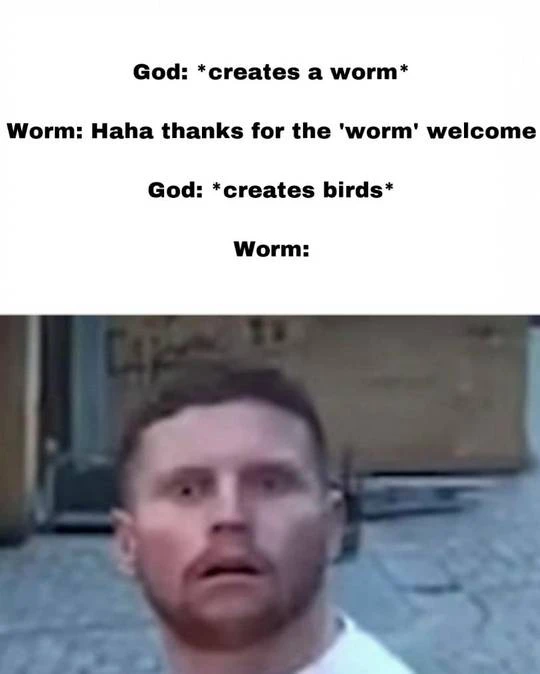 God: *creates a worm*
Worm: Haha thanks for the 'worm' welcome
God: *creates birds*
Worm: